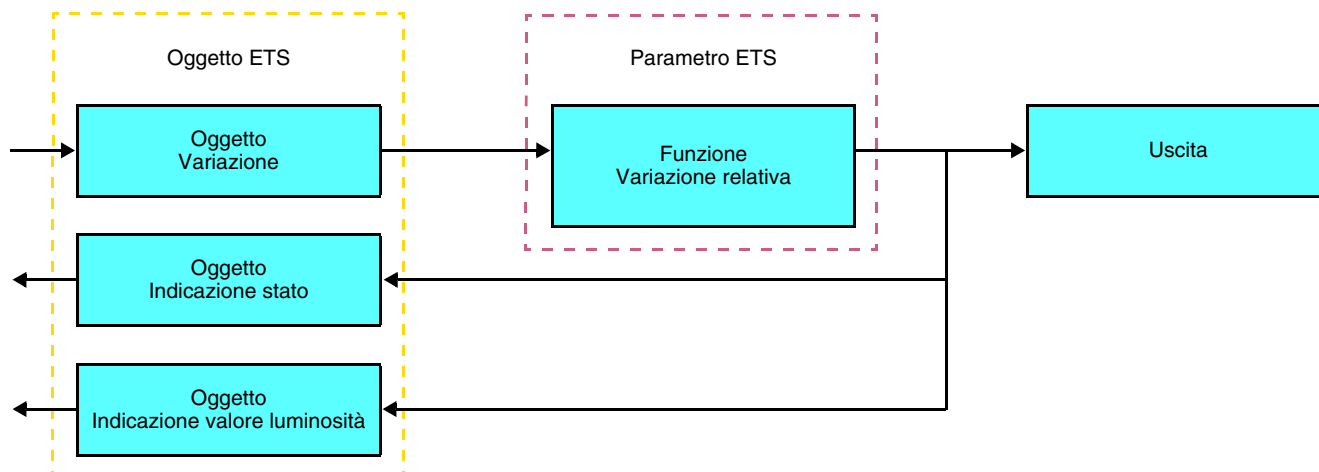 Oggetto ETS
Parametro ETS
Oggetto
Variazione
Funzione
Variazione relativa
Uscita
Oggetto
Indicazione stato
Oggetto
Indicazione valore luminosità